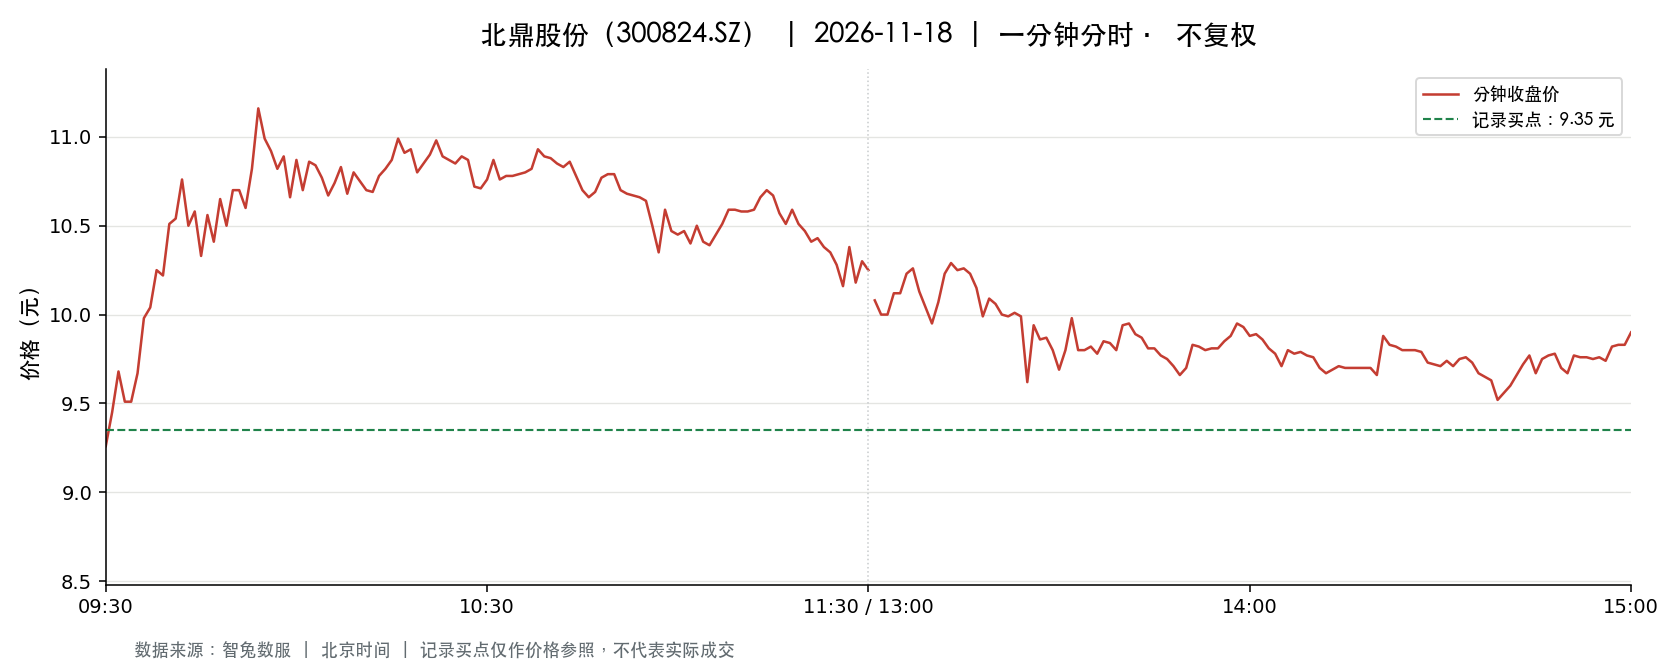 北鼎股份（300824.SZ） | 2026-11-18 | 一分钟分时 · 不复权
分钟收盘价
记录买点：9.35 元
价格（元）
11.0
10.5
10.0
9.5
9.0
8.5
09:30 10:30 11:30 / 13:00 14:00 15:00
数据来源：智兔数服 | 北京时间 | 记录买点仅作价格参照，不代表实际成交